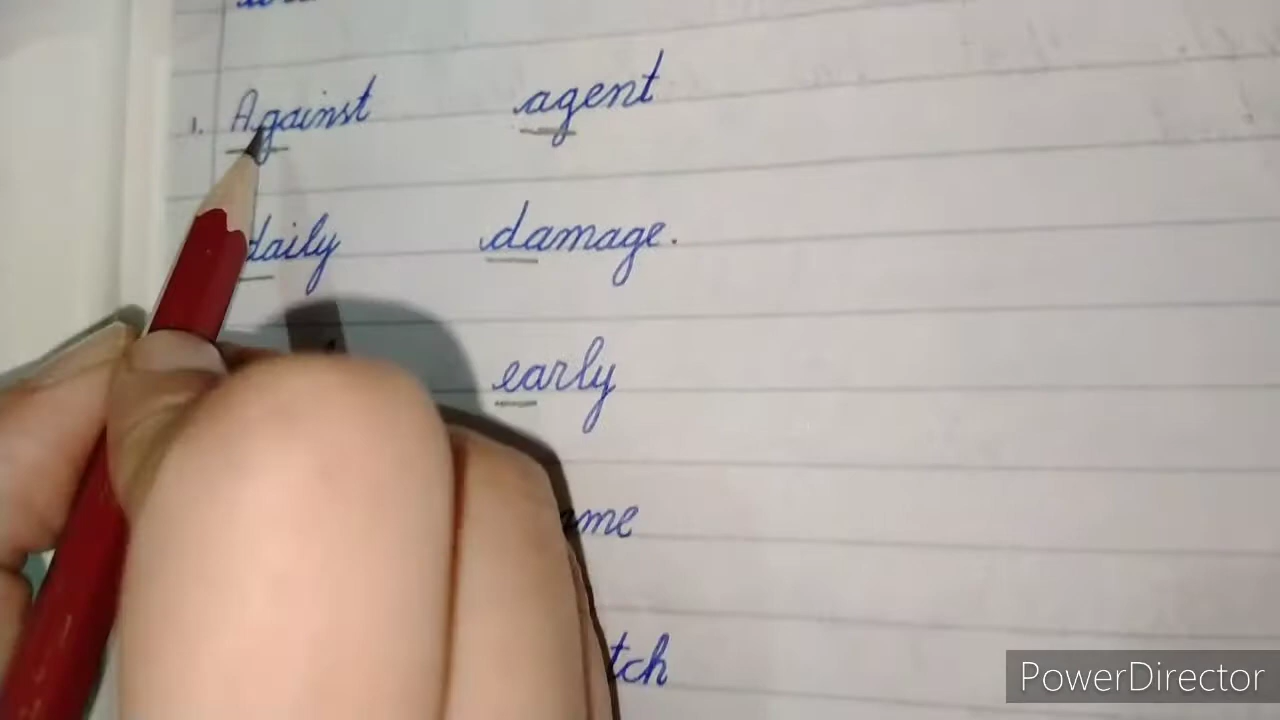 1. Against agent
daily damage.
early
me
tch
PowerDirector